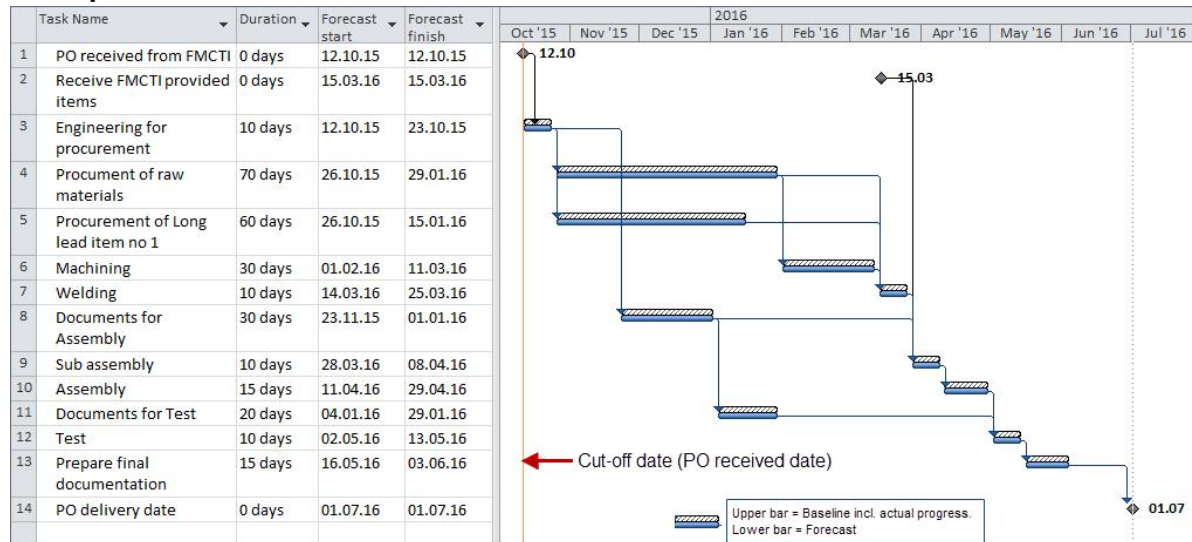 Task Name Duration Forecast start Forecast finish
2016
Oct '15 Nov '15 Dec '15 Jan '16 Feb '16 Mar '16 Apr '16 May '16 Jun '16 Jul '16
1 PO received from FMCTI 0 days 12.10.15 12.10.15 12.10
2 Receive FMCTI provided items 0 days 15.03.16 15.03.16 15.03
3 Engineering for procurement 10 days 12.10.15 23.10.15
4 Procument of raw materials 70 days 26.10.15 29.01.16
5 Procurement of Long lead item no 1 60 days 26.10.15 15.01.16
6 Machining 30 days 01.02.16 11.03.16
7 Welding 10 days 14.03.16 25.03.16
8 Documents for Assembly 30 days 23.11.15 01.01.16
9 Sub assembly 10 days 28.03.16 08.04.16
10 Assembly 15 days 11.04.16 29.04.16
11 Documents for Test 20 days 04.01.16 29.01.16
12 Test 10 days 02.05.16 13.05.16
13 Prepare final documentation 15 days 16.05.16 03.06.16
Cut-off date (PO received date)
14 PO delivery date 0 days 01.07.16 01.07.16 01.07
Upper bar = Baseline incl. actual progress.
Lower bar = Forecast